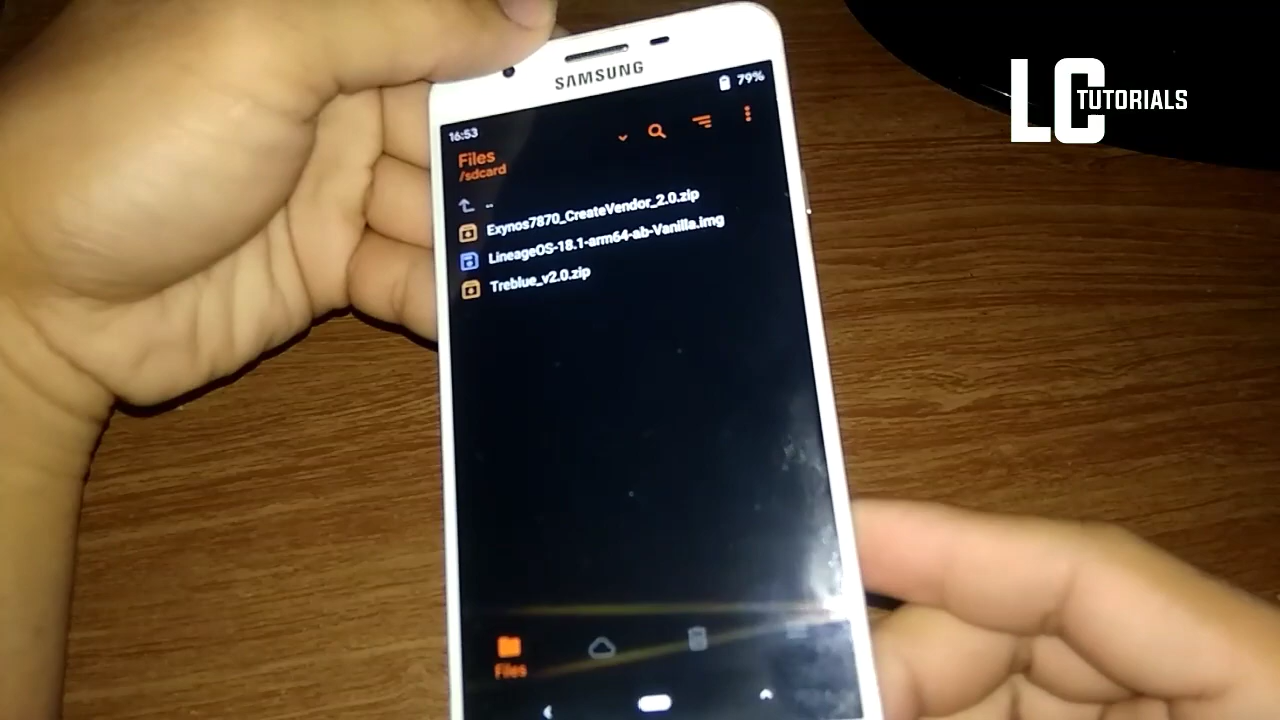 LC TUTORIALS
SAMSUNG
16:53
79%
Files
/sdcard
..
Exynos7870_CreateVendor_2.0.zip
LineageOS-18.1-arm64-ab-Vanilla.img
Treblue_v2.0.zip
Files